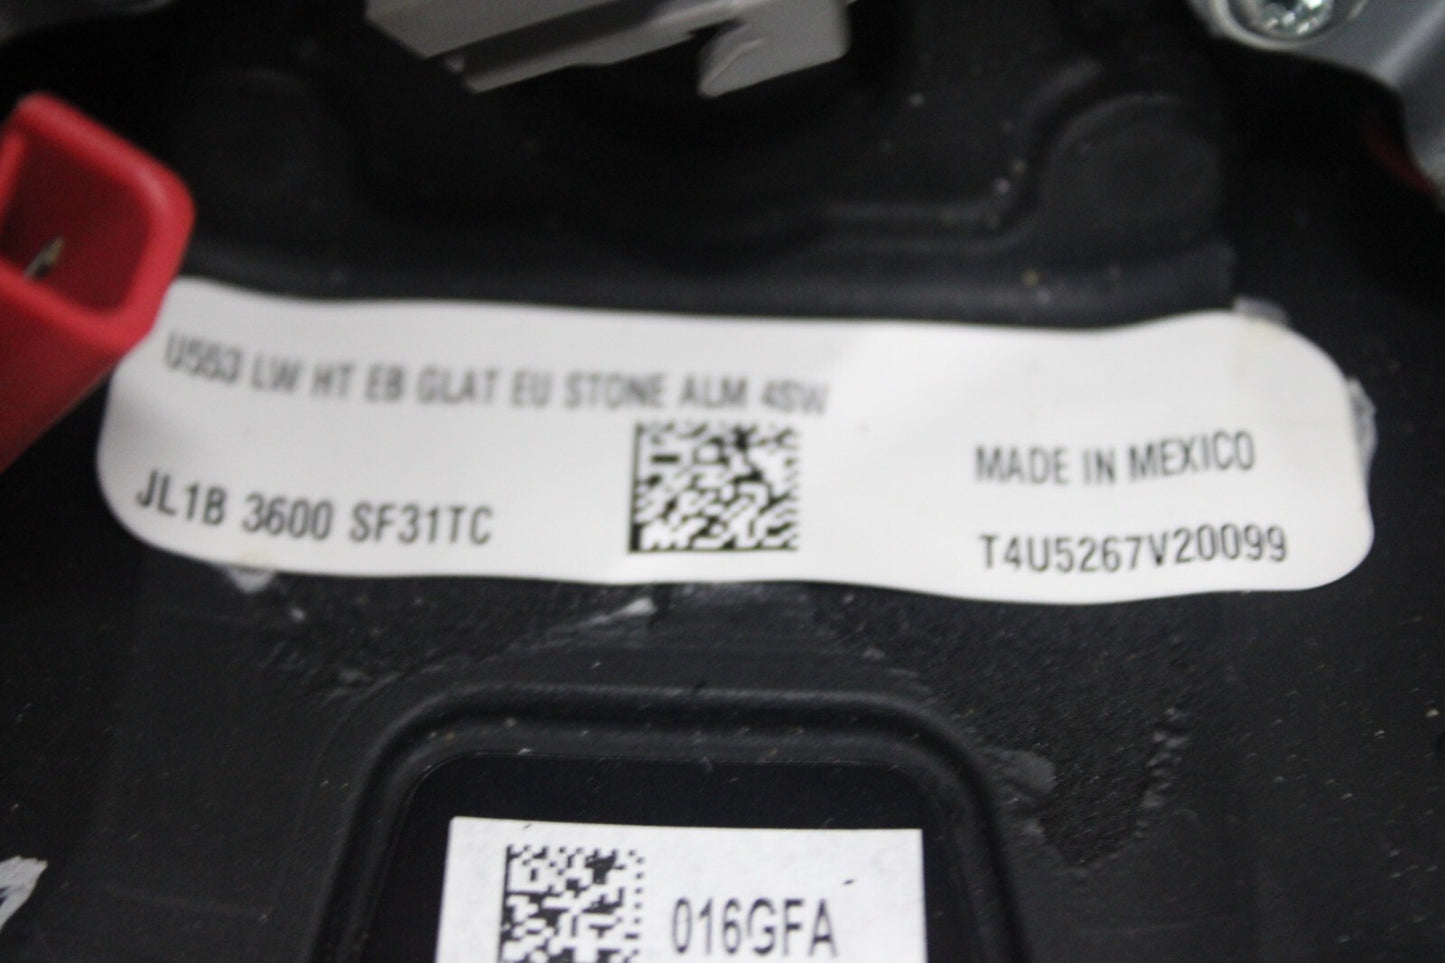 U553 LW HT EB GLAT EU STONE ALM 4SW
JL1B 3600 SF31TC
MADE IN MEXICO
T4U5267V20099
016GFA